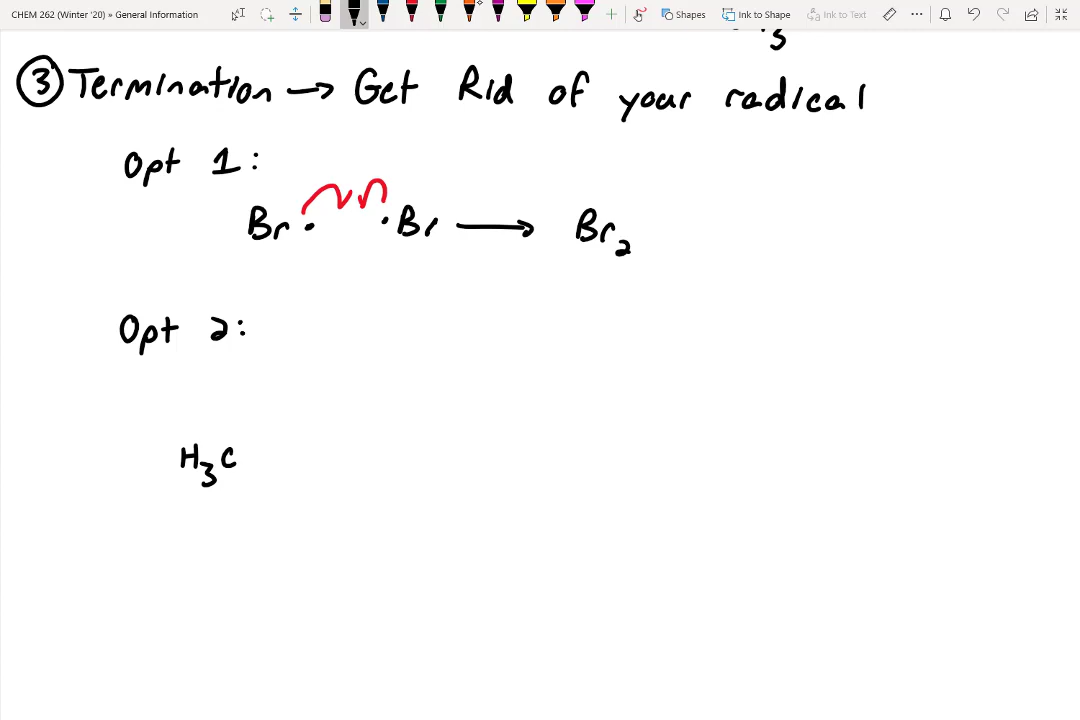 CHEM 262 (Winter '20) » General Information
Shapes Ink to Shape Ink to Text
3
③ Termination → Get Rid of your radical
Opt 1:
Br· ·Br → Br₂
Opt 2:
H₃C